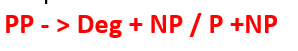 PP - > Deg + NP / P +NP